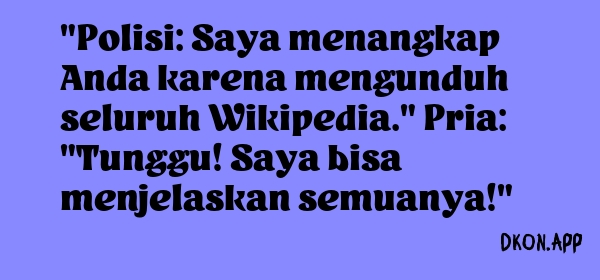 "Polisi: Saya menangkap
Anda karena mengunduh
seluruh Wikipedia." Pria:
"Tunggu! Saya bisa
menjelaskan semuanya!"
DKON.APP